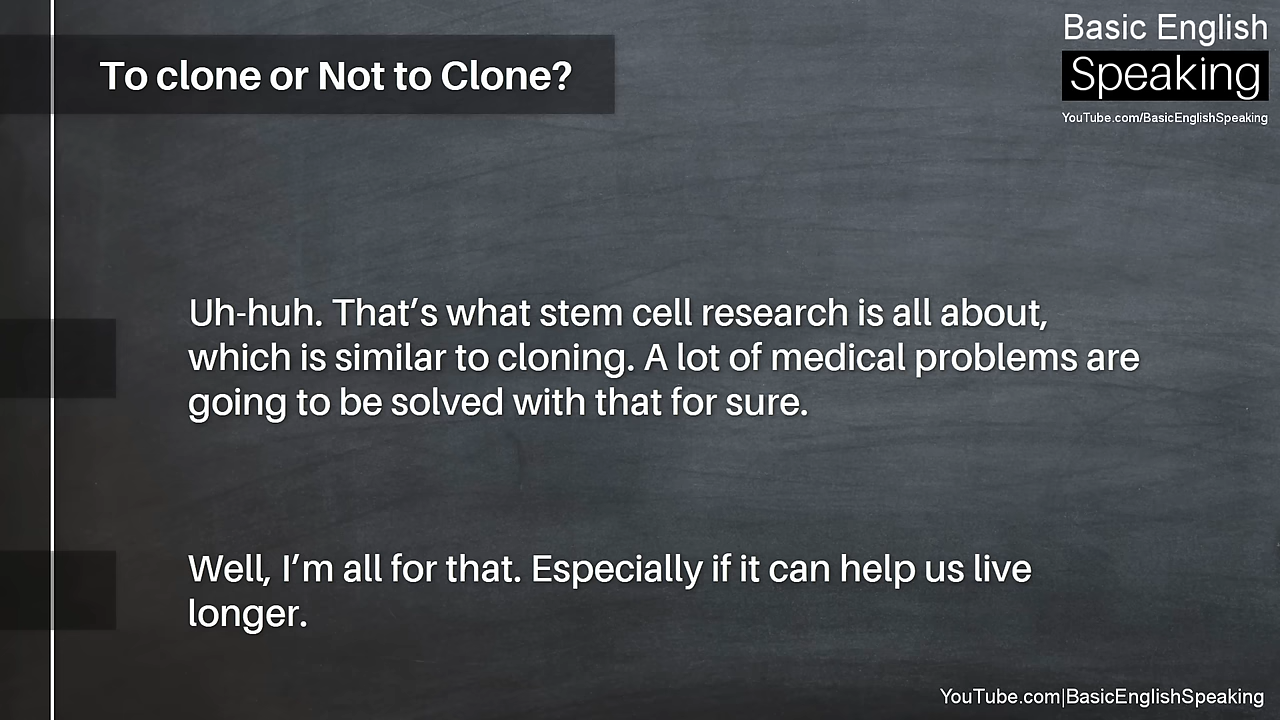 To clone or Not to Clone?
Basic English
Speaking
YouTube.com/BasicEnglishSpeaking
Uh-huh. That’s what stem cell research is all about,
which is similar to cloning. A lot of medical problems are
going to be solved with that for sure.
Well, I’m all for that. Especially if it can help us live
longer.
YouTube.com|BasicEnglishSpeaking